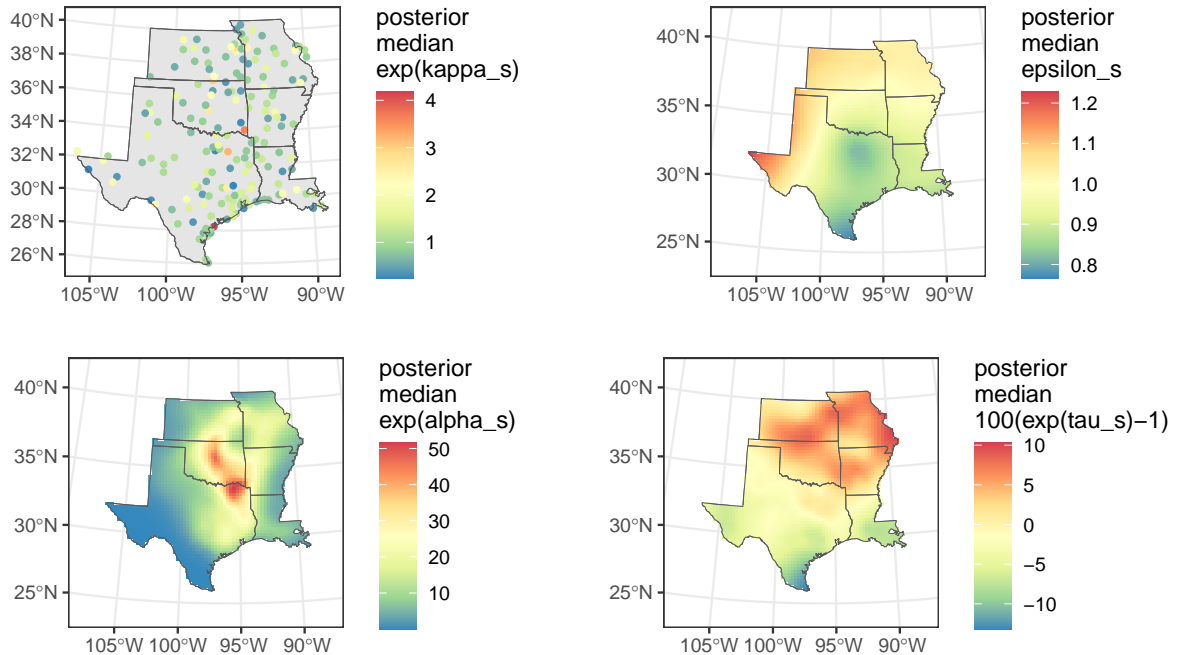 posterior
median
exp(kappa_s)
40°N
38°N
36°N
34°N
32°N
30°N
28°N
26°N
4
3
2
1
105°W 100°W 95°W 90°W
posterior
median
epsilon_s
40°N
35°N
30°N
25°N
1.2
1.1
1.0
0.9
0.8
105°W 100°W 95°W 90°W
posterior
median
exp(alpha_s)
40°N
35°N
30°N
25°N
50
40
30
20
10
105°W 100°W 95°W 90°W
posterior
median
100(exp(tau_s)−1)
40°N
35°N
30°N
25°N
10
5
0
−5
−10
105°W 100°W 95°W 90°W